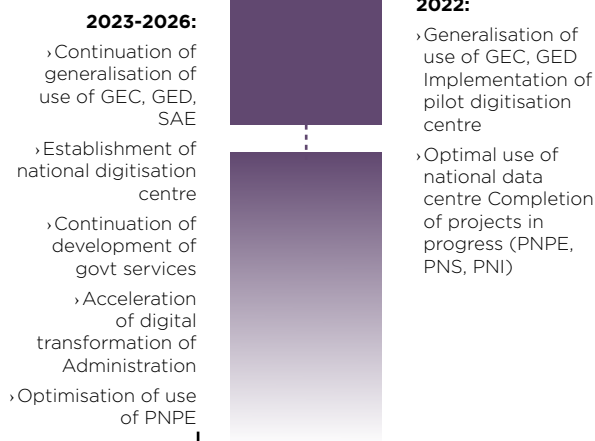 2023-2026:
› Continuation of
generalisation of
use of GEC, GED,
SAE
› Establishment of
national digitisation
centre
› Continuation of
development of
govt services
› Acceleration
of digital
transformation of
Administration
› Optimisation of use
of PNPE
2022:
› Generalisation of
use of GEC, GED
Implementation of
pilot digitisation
centre
› Optimal use of
national data
centre Completion
of projects in
progress (PNPE,
PNS, PNI)